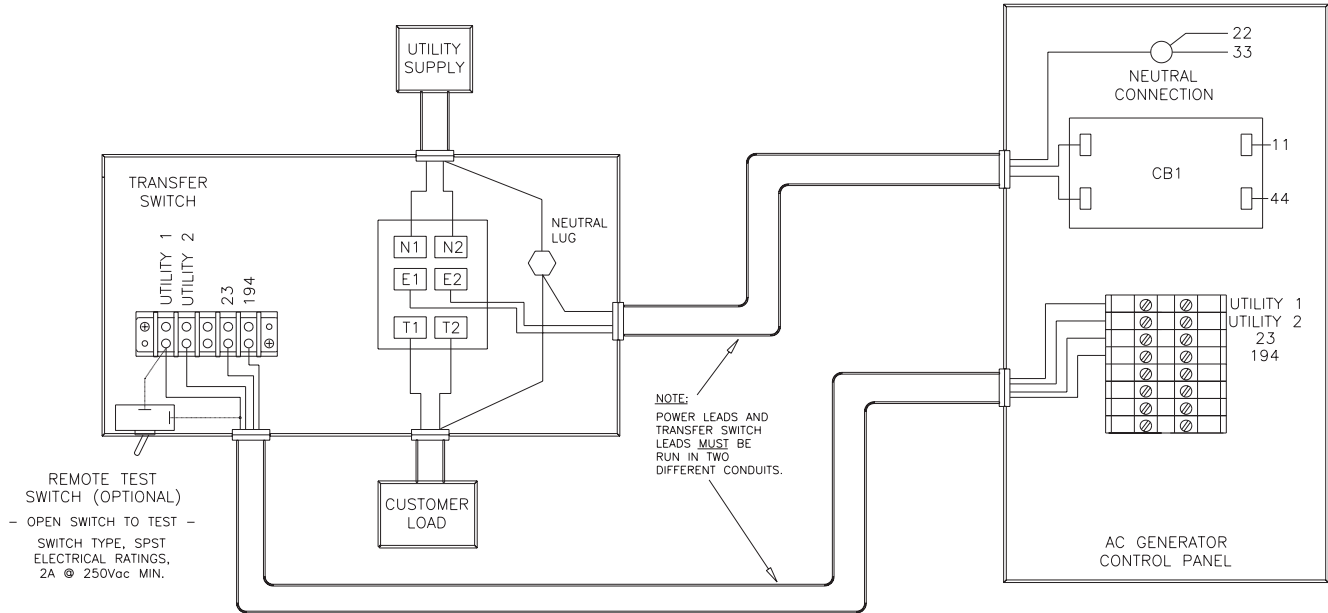 UTILITY
SUPPLY
TRANSFER
SWITCH
UTILITY 1
UTILITY 2
23
194
N1
N2
E1
E2
T1
T2
NEUTRAL
LUG
REMOTE TEST
SWITCH (OPTIONAL)
- OPEN SWITCH TO TEST -
SWITCH TYPE, SPST
ELECTRICAL RATINGS,
2A @ 250Vac MIN.
CUSTOMER
LOAD
NOTE:
POWER LEADS AND
TRANSFER SWITCH
LEADS MUST BE
RUN IN TWO
DIFFERENT CONDUITS.
22
33
NEUTRAL
CONNECTION
CB1
11
44
UTILITY 1
UTILITY 2
23
194
AC GENERATOR
CONTROL PANEL